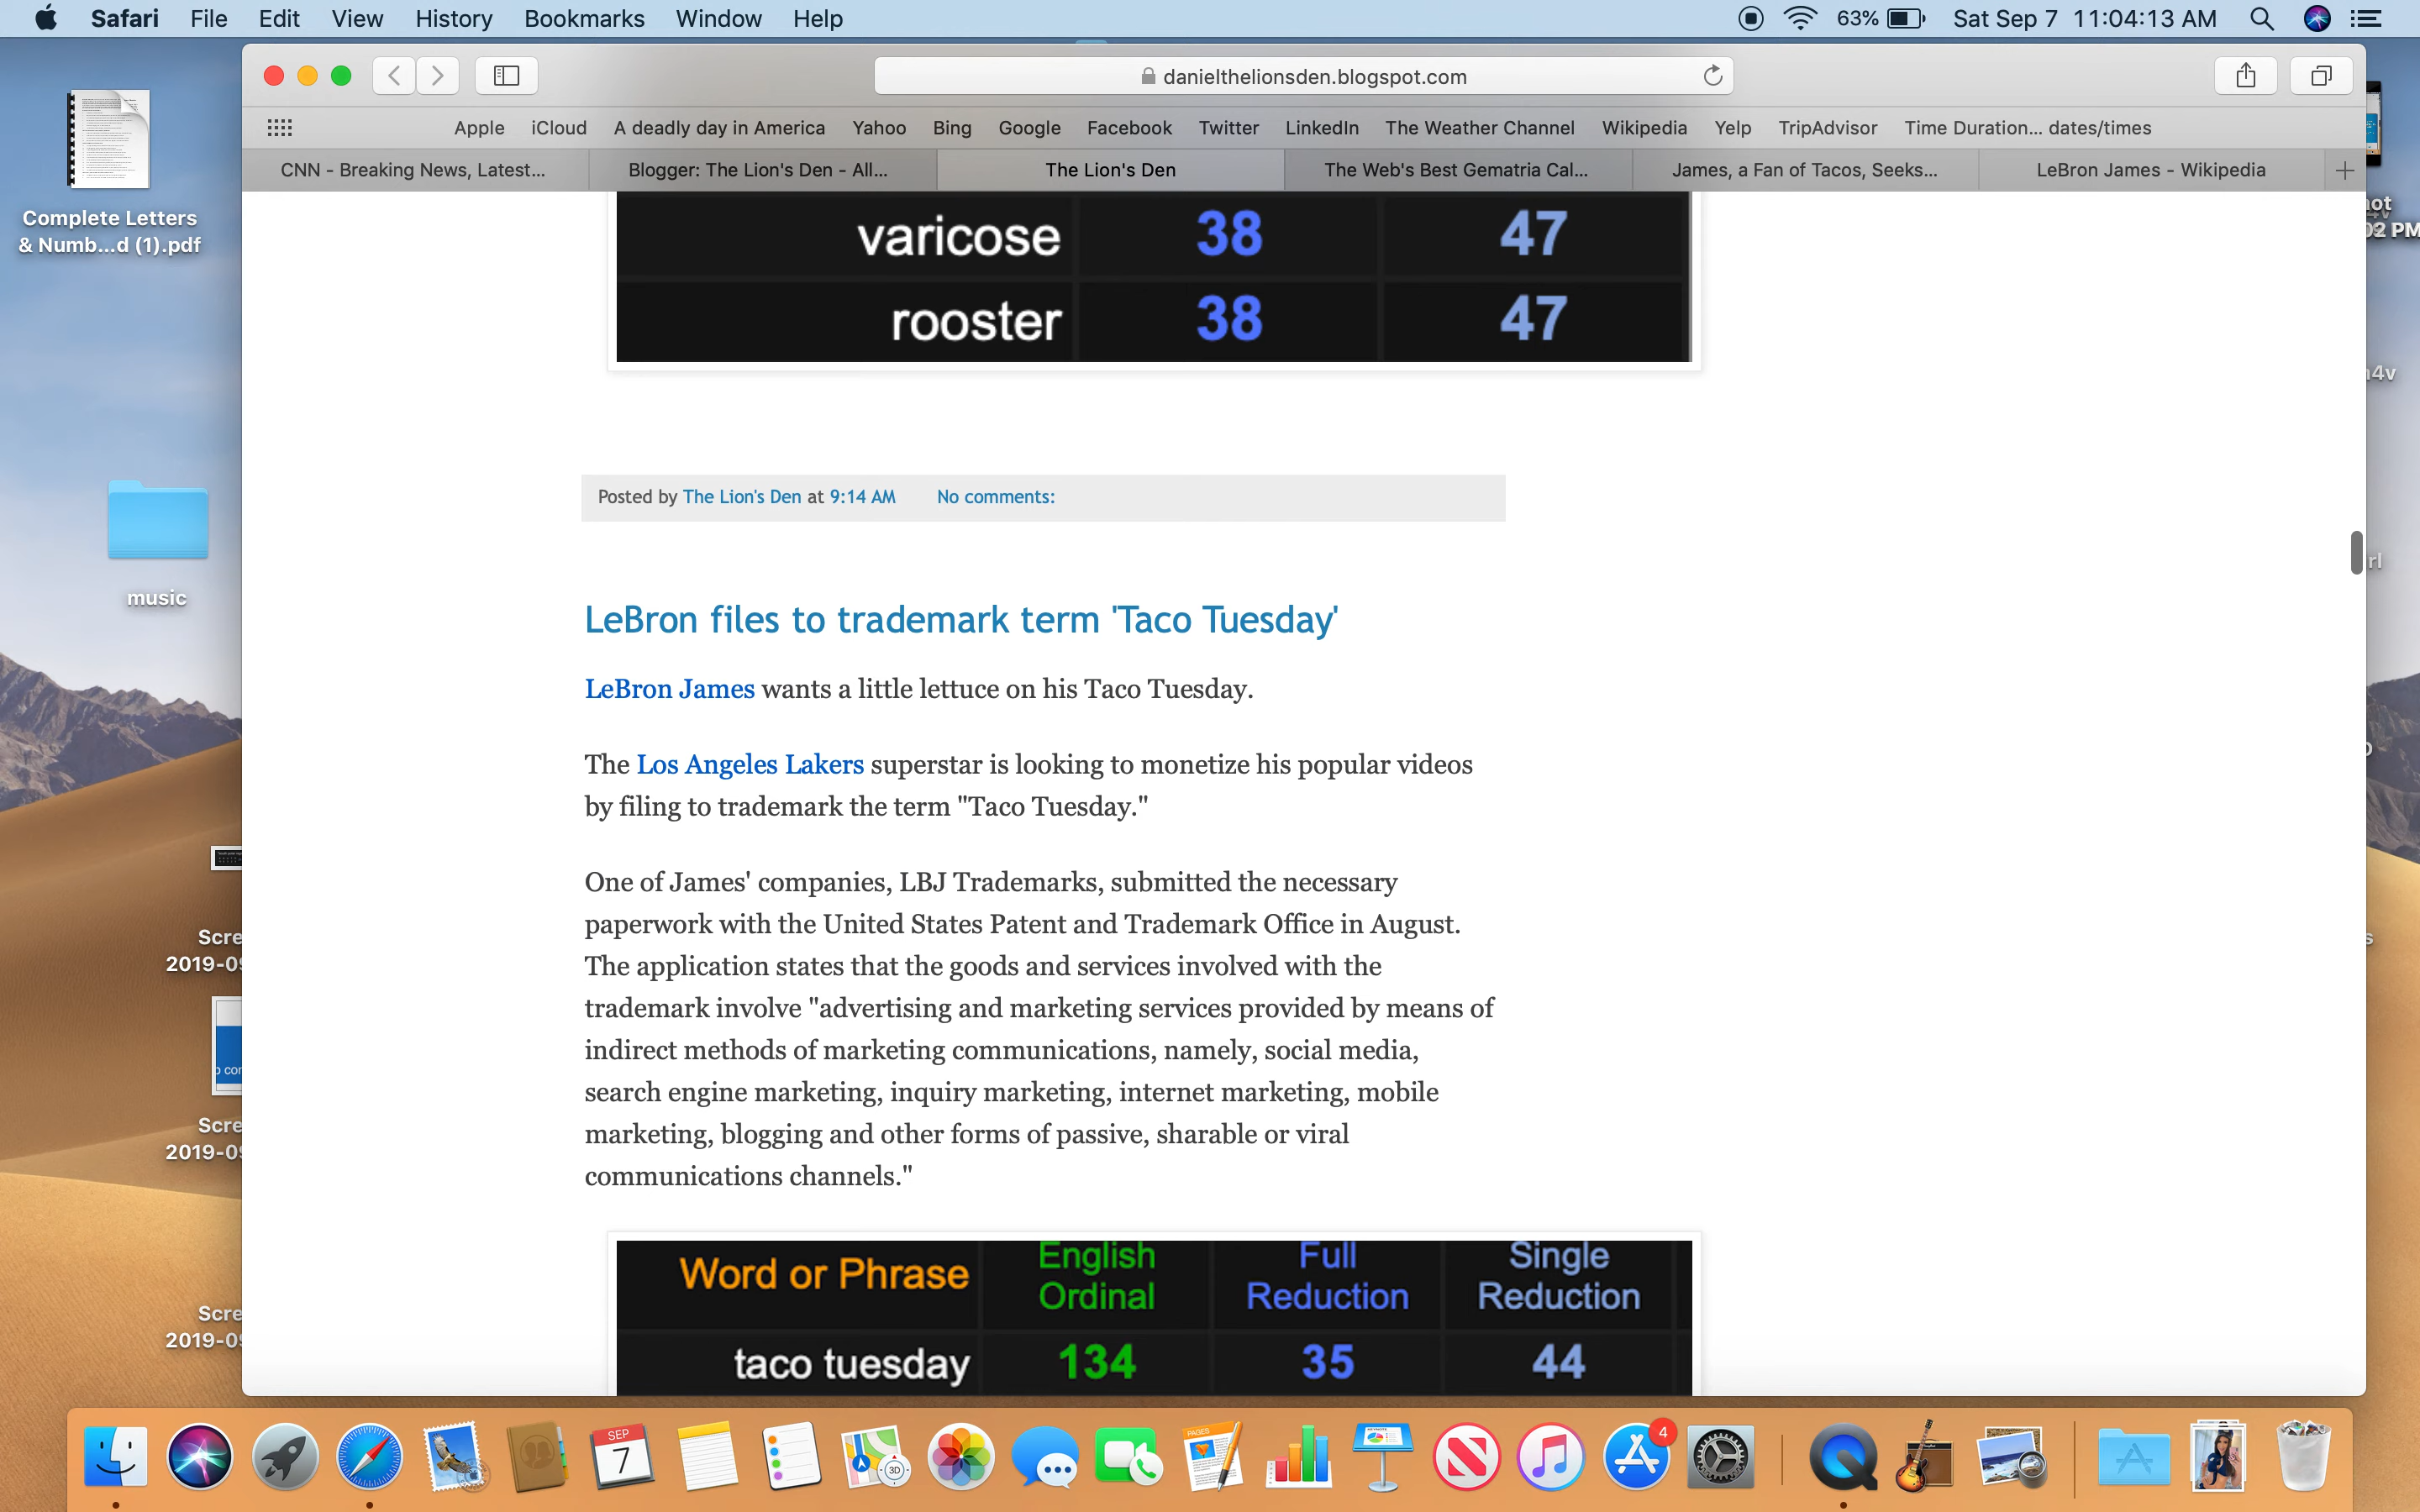 Safari File Edit View History Bookmarks Window Help 63% Sat Sep 7 11:04:13 AM
danielthelionsden.blogspot.com
Apple iCloud A deadly day in America Yahoo Bing Google Facebook Twitter LinkedIn The Weather Channel Wikipedia Yelp TripAdvisor Time Duration... dates/times
CNN - Breaking News, Latest... Blogger: The Lion's Den - All... The Lion's Den The Web's Best Gematria Cal... James, a Fan of Tacos, Seeks... LeBron James - Wikipedia
Complete Letters
& Numb...d (1).pdf
music
Scre
2019-09
Scre
2019-09
Scre
2019-09
varicose 38 47
rooster 38 47
Posted by The Lion's Den at 9:14 AM No comments:
LeBron files to trademark term 'Taco Tuesday'
LeBron James wants a little lettuce on his Taco Tuesday.
The Los Angeles Lakers superstar is looking to monetize his popular videos
by filing to trademark the term "Taco Tuesday."
One of James' companies, LBJ Trademarks, submitted the necessary
paperwork with the United States Patent and Trademark Office in August.
The application states that the goods and services involved with the
trademark involve "advertising and marketing services provided by means of
indirect methods of marketing communications, namely, social media,
search engine marketing, inquiry marketing, internet marketing, mobile
marketing, blogging and other forms of passive, sharable or viral
communications channels."
Word or Phrase English Ordinal Full Reduction Single Reduction
taco tuesday 134 35 44
SEP
7
3D
PAGES
4